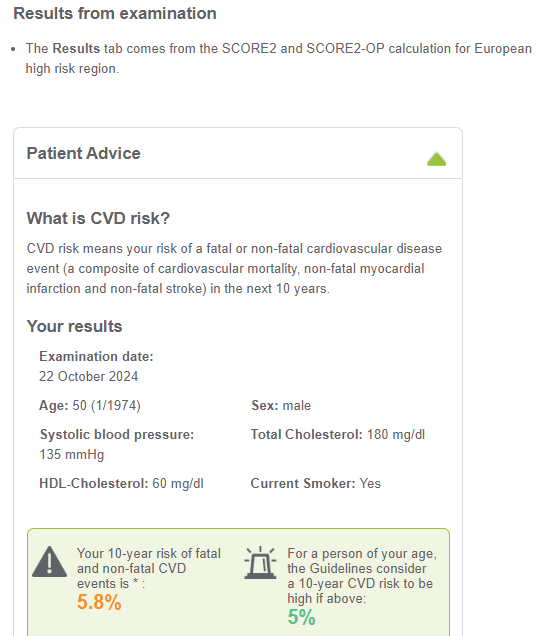 Results from examination
• The Results tab comes from the SCORE2 and SCORE2-OP calculation for European
high risk region.
Patient Advice
What is CVD risk?
CVD risk means your risk of a fatal or non-fatal cardiovascular disease
event (a composite of cardiovascular mortality, non-fatal myocardial
infarction and non-fatal stroke) in the next 10 years.
Your results
Examination date:
22 October 2024
Age: 50 (1/1974)
Sex: male
Systolic blood pressure:
135 mmHg
Total Cholesterol: 180 mg/dl
HDL-Cholesterol: 60 mg/dl
Current Smoker: Yes
Your 10-year risk of fatal
and non-fatal CVD
events is * :
5.8%
For a person of your age,
the Guidelines consider
a 10-year CVD risk to be
high if above:
5%